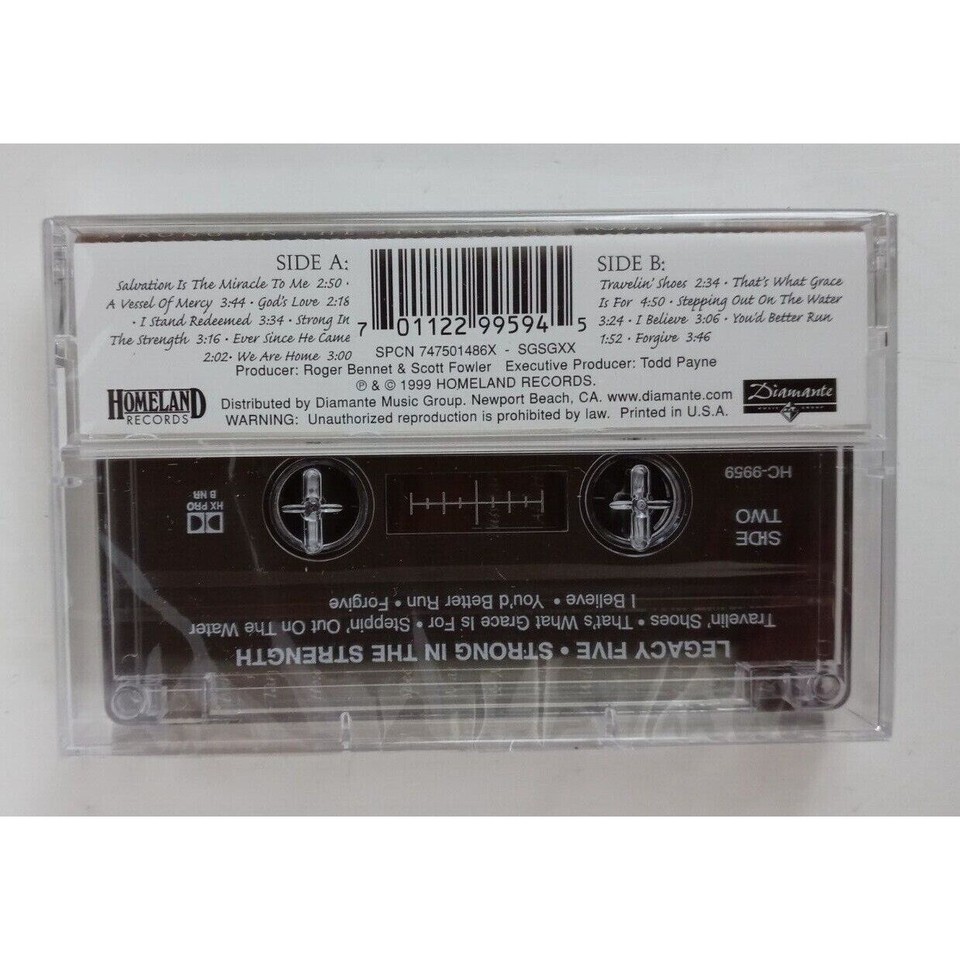 SIDE A:
Salvation Is The Miracle To Me 2:50 •
A Vessel Of Mercy 3:44 • God's Love 2:18
• I Stand Redeemed 3:34 • Strong In
The Strength 3:16 • Ever Since He Came
2:02 • We Are Home 3:00
7 01122 99594 5
SIDE B:
Travelin' Shoes 2:34 • That's What Grace
Is For 4:50 • Stepping Out On The Water
3:24 • I Believe 3:06 • You'd Better Run
1:52 • Forgive 3:46
SPCN 747501486X - SGSGXX
Producer: Roger Bennet & Scott Fowler Executive Producer: Todd Payne
℗ & © 1999 HOMELAND RECORDS.
Distributed by Diamante Music Group. Newport Beach, CA. www.diamante.com
WARNING: Unauthorized reproduction is prohibited by law. Printed in U.S.A.
HOMELAND
RECORDS
Diamante
MUSIC GROUP
LEGACY FIVE • STRONG IN THE STRENGTH
Travelin' Shoes • That's What Grace Is For • Steppin' Out On The Water
I Believe • You'd Better Run • Forgive
SIDE
TWO
HC-9959
HX PRO
B NR